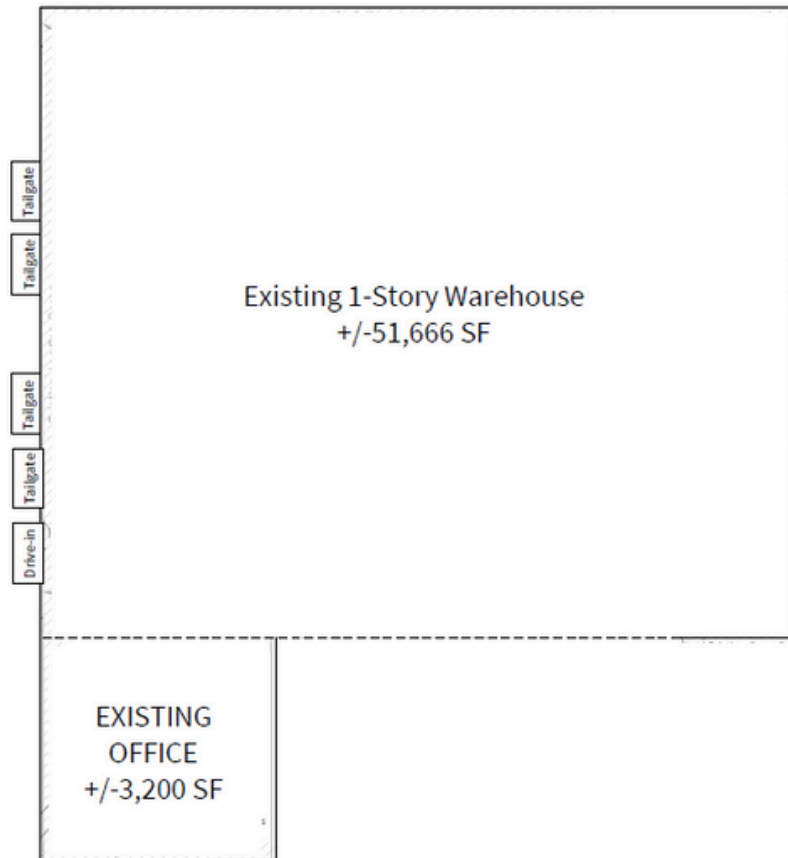 Tailgate
Tailgate
Existing 1-Story Warehouse
+/-51,666 SF
Tailgate
Tailgate
Drive-in
EXISTING
OFFICE
+/-3,200 SF